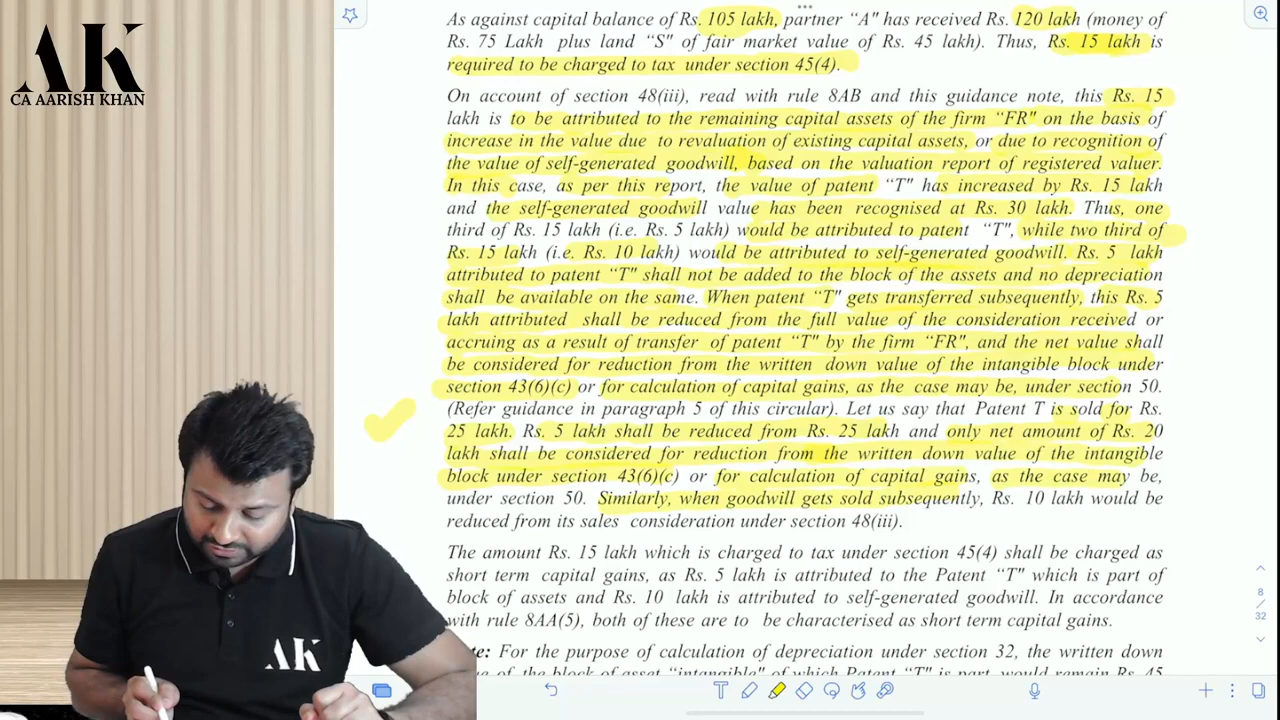 AK
CA AARISH KHAN
As against capital balance of Rs. 105 lakh, partner “A” has received Rs. 120 lakh (money of
Rs. 75 Lakh plus land “S” of fair market value of Rs. 45 lakh). Thus, Rs. 15 lakh is
required to be charged to tax under section 45(4).
On account of section 48(iii), read with rule 8AB and this guidance note, this Rs. 15
lakh is to be attributed to the remaining capital assets of the firm “FR” on the basis of
increase in the value due to revaluation of existing capital assets, or due to recognition of
the value of self-generated goodwill, based on the valuation report of registered valuer.
In this case, as per this report, the value of patent “T” has increased by Rs. 15 lakh
and the self-generated goodwill value has been recognised at Rs. 30 lakh. Thus, one
third of Rs. 15 lakh (i.e. Rs. 5 lakh) would be attributed to patent “T”, while two third of
Rs. 15 lakh (i.e. Rs. 10 lakh) would be attributed to self-generated goodwill. Rs. 5 lakh
attributed to patent “T” shall not be added to the block of the assets and no depreciation
shall be available on the same. When patent “T” gets transferred subsequently, this Rs. 5
lakh attributed shall be reduced from the full value of the consideration received or
accruing as a result of transfer of patent “T” by the firm “FR”, and the net value shall
be considered for reduction from the written down value of the intangible block under
section 43(6)(c) or for calculation of capital gains, as the case may be, under section 50.
(Refer guidance in paragraph 5 of this circular). Let us say that Patent T is sold for Rs.
25 lakh. Rs. 5 lakh shall be reduced from Rs. 25 lakh and only net amount of Rs. 20
lakh shall be considered for reduction from the written down value of the intangible
block under section 43(6)(c) or for calculation of capital gains, as the case may be,
under section 50. Similarly, when goodwill gets sold subsequently, Rs. 10 lakh would be
reduced from its sales consideration under section 48(iii).
The amount Rs. 15 lakh which is charged to tax under section 45(4) shall be charged as
short term capital gains, as Rs. 5 lakh is attributed to the Patent “T” which is part of
block of assets and Rs. 10 lakh is attributed to self-generated goodwill. In accordance
with rule 8AA(5), both of these are to be characterised as short term capital gains.
For the purpose of calculation of depreciation under section 32, the written down
of the block of asset “intangible” of which Patent “T” is part, would remain Rs. 45
8
/
32
AK